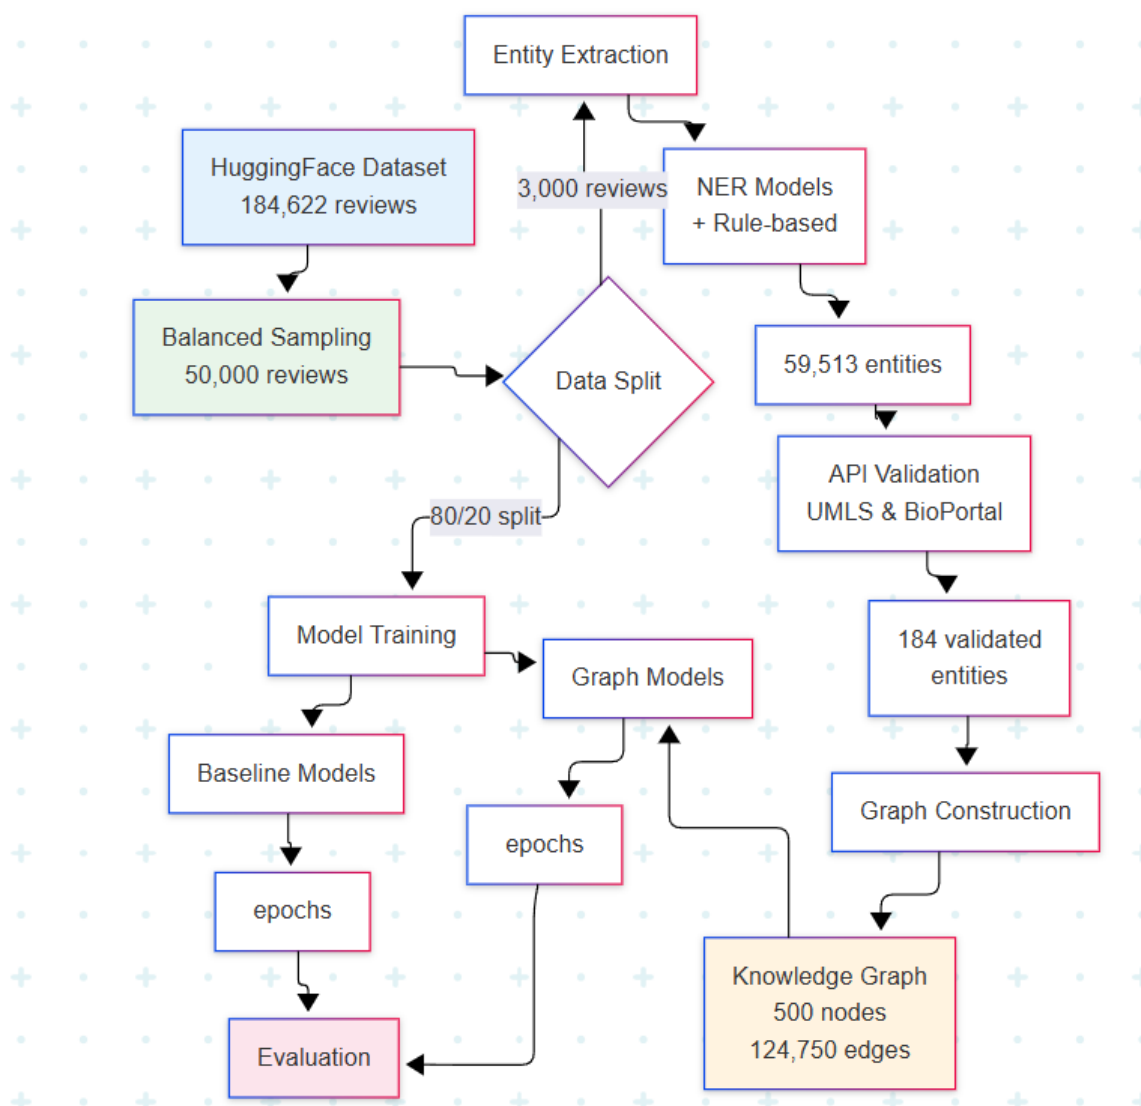 Entity Extraction
HuggingFace Dataset
184,622 reviews
3,000 reviews
NER Models
+ Rule-based
Balanced Sampling
50,000 reviews
Data Split
59,513 entities
API Validation
UMLS & BioPortal
80/20 split
Model Training
184 validated
entities
Graph Models
Baseline Models
Graph Construction
epochs
epochs
Knowledge Graph
500 nodes
124,750 edges
Evaluation